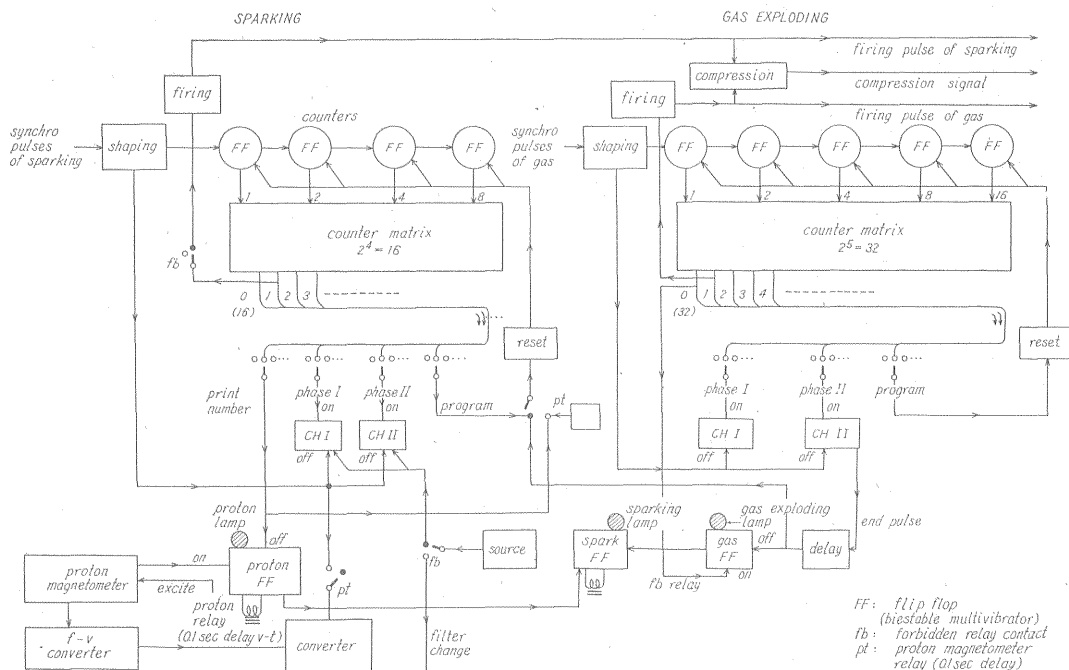 SPARKING
GAS EXPLODING
firing pulse of sparking
compression
compression signal
firing
firing
firing pulse of gas
counters
synchro
pulses
of sparking
shaping
FF
FF
FF
FF
synchro
pulses
of gas
shaping
FF
FF
FF
FF
FF
1
2
4
8
1
2
4
8
16
counter matrix
2⁴=16
counter matrix
2⁵=32
fb
0
(16)
1
2
3
0
(32)
1
2
3
4
reset
reset
print
number
phase I
on
phase II
on
program
pt
phase I
on
phase II
on
program
CH I
CH II
CH I
CH II
off
off
off
off
proton
lamp
off
sparking
lamp
gas exploding
lamp
end pulse
on
proton
magnetometer
proton
FF
excite
fb
source
spark
FF
gas
FF
off
on
delay
fb relay
pt
proton
relay
(0.1sec delay v-t)
f-v
converter
converter
filter
change
FF : flip flop
(biestable multivibrator)
fb : forbidden relay contact
pt : proton magnetometer
relay (0.1sec delay)